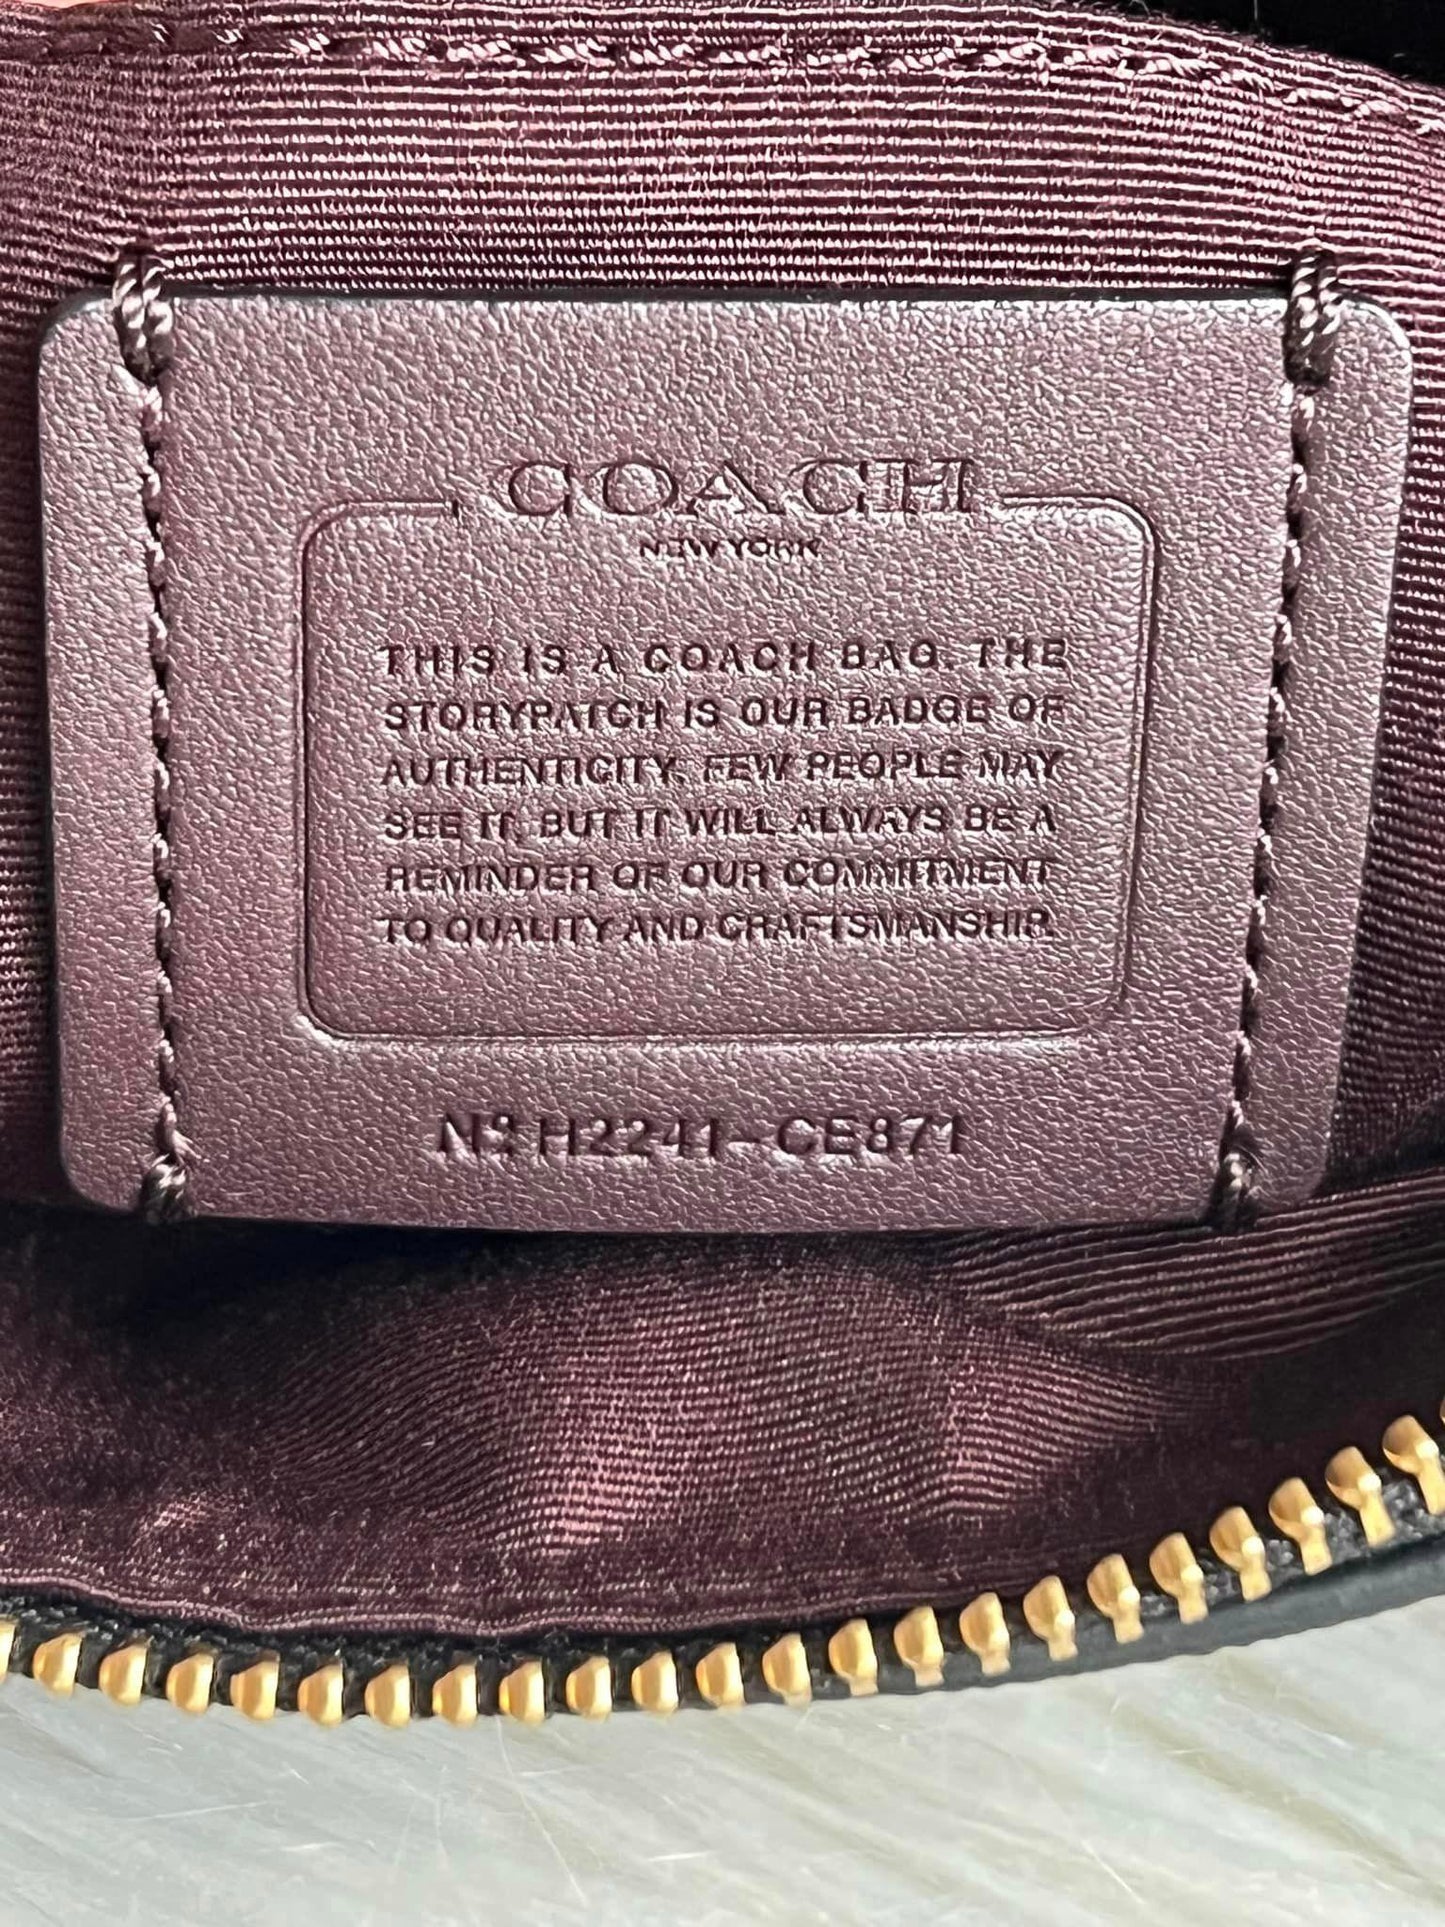 COACH
NEW YORK
THIS IS A COACH BAG. THE
STORYPATCH IS OUR BADGE OF
AUTHENTICITY. FEW PEOPLE MAY
SEE IT, BUT IT WILL ALWAYS BE A
REMINDER OF OUR COMMITMENT
TO QUALITY AND CRAFTSMANSHIP.
Nº H2241-CE871